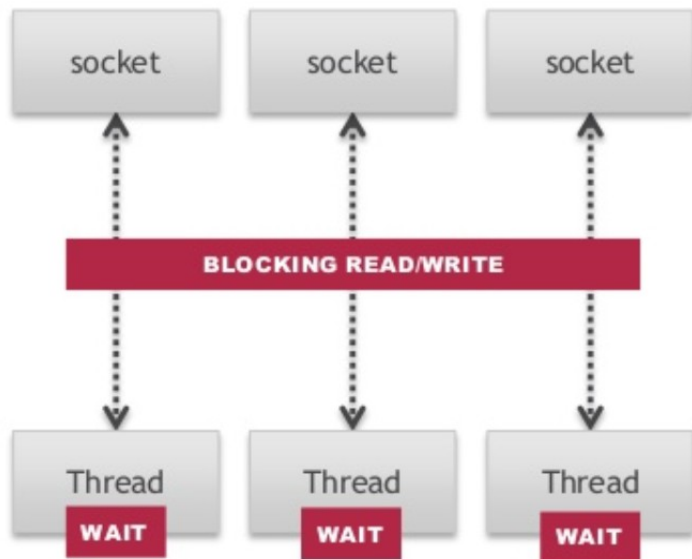 socket socket socket
BLOCKING READ/WRITE
Thread Thread Thread
WAIT WAIT WAIT